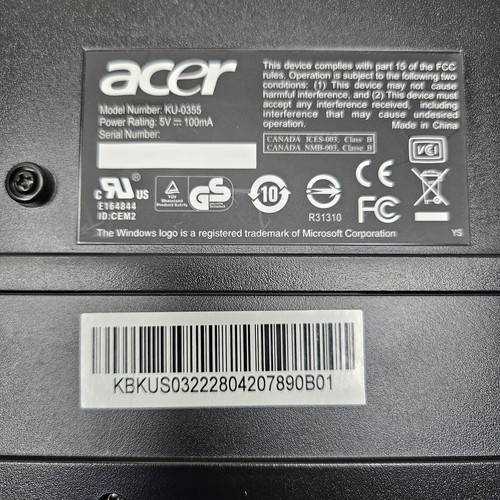 acer
Model Number: KU-0355
Power Rating: 5V ⎓ 100mA
Serial Number:
This device complies with part 15 of the FCC
rules. Operation is subject to the following two
conditions: (1) This device may not cause
harmful interference, and (2) This device must
accept any interference received, including
interference that may cause undesired
operation. Made in China
CANADA ICES-003, Class B
CANADA NMB-003, Classe B
VCI
C UL® US
E164844
ID:CEM2
TÜV
GS
10
R31310
CE
FC
The Windows logo is a registered trademark of Microsoft Corporation YS
KBKUS03222804207890B01